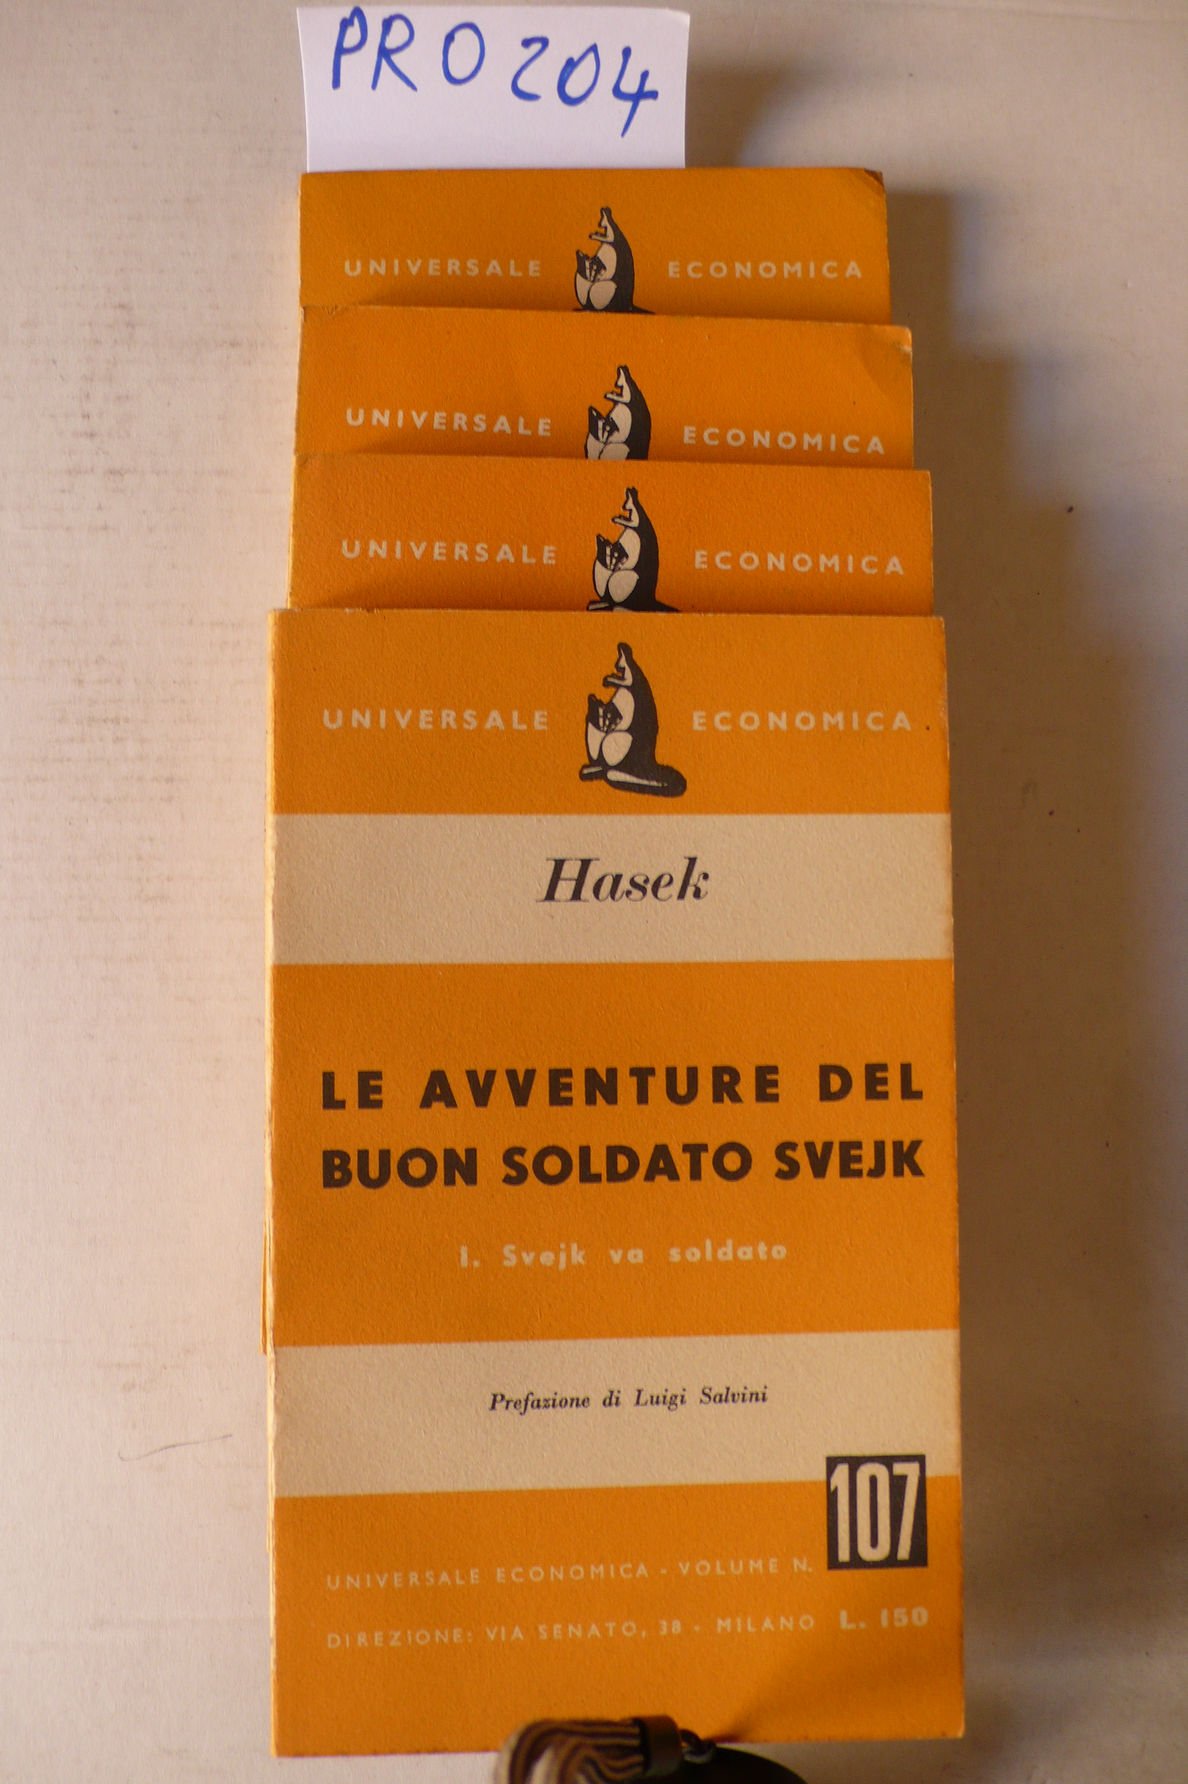 PRO204
UNIVERSALE ECONOMICA
UNIVERSALE ECONOMICA
UNIVERSALE ECONOMICA
UNIVERSALE ECONOMICA
Hasek
LE AVVENTURE DEL
BUON SOLDATO SVEJK
I. Svejk va soldato
Prefazione di Luigi Salvini
UNIVERSALE ECONOMICA - VOLUME N. 107
DIREZIONE: VIA SENATO, 38 - MILANO L. 150